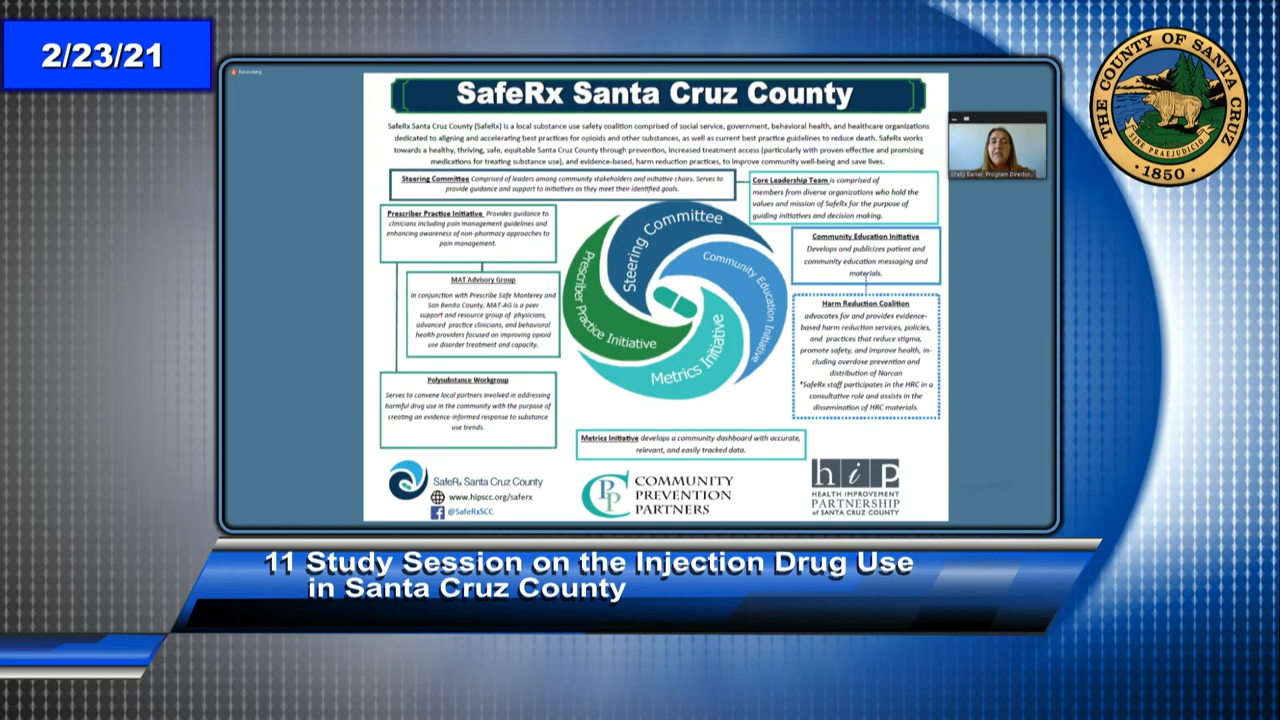 2/23/21
Recording
SafeRx Santa Cruz County
SafeRx Santa Cruz County (SafeRx) is a local substance use safety coalition comprised of social service, government, behavioral health, and healthcare organizations
dedicated to aligning and accelerating best practices for opioids and other substances, as well as current best practice guidelines to reduce death. SafeRx works
towards a healthy, thriving, safe, equitable Santa Cruz County through prevention, increased treatment access (particularly with proven-effective and promising
medications for treating substance use), and evidence-based, harm reduction practices, to improve community well-being and save lives.
Steering Committee Comprised of leaders among community stakeholders and initiative chairs. Serves to
provide guidance and support to initiatives as they meet their identified goals.
Core Leadership Team is comprised of
members from diverse organizations who hold the
values and mission of SafeRx for the purpose of
guiding initiatives and decision making.
Prescriber Practice Initiative Provides guidance to
clinicians including pain management guidelines and
enhancing awareness of non-pharmacy approaches to
pain management.
MAT Advisory Group
In conjunction with Prescribe Safe Monterey and
San Benito County, MAT-AG is a peer
support and resource group of physicians,
advanced practice clinicians, and behavioral
health providers focused on improving opioid
use disorder treatment and capacity.
Polysubstance Workgroup
Serves to convene local partners involved in addressing
harmful drug use in the community with the purpose of
creating an evidence-informed response to substance
use trends.
Steering Committee
Community Education Initiative
Prescriber Practice Initiative
Metrics Initiative
Community Education Initiative
Develops and publicizes patient and
community education messaging and
materials.
Harm Reduction Coalition
advocates for and provides evidence-
based harm reduction services, policies,
and practices that reduce stigma,
promote safety, and improve health, in-
cluding overdose prevention and
distribution of Narcan
*SafeRx staff participates in the HRC in a
consultative role and assists in the
dissemination of HRC materials.
Metrics Initiative develops a community dashboard with accurate,
relevant, and easily tracked data.
SafeRx Santa Cruz County
www.hipscc.org/saferx
@SafeRxSCC
CPP
COMMUNITY
PREVENTION
PARTNERS
hip
HEALTH IMPROVEMENT
PARTNERSHIP
of SANTA CRUZ COUNTY
Program Director...
THE COUNTY OF SANTA CRUZ
SINE PRAEJUDICIO
• 1850 •
11 Study Session on the Injection Drug Use
in Santa Cruz County